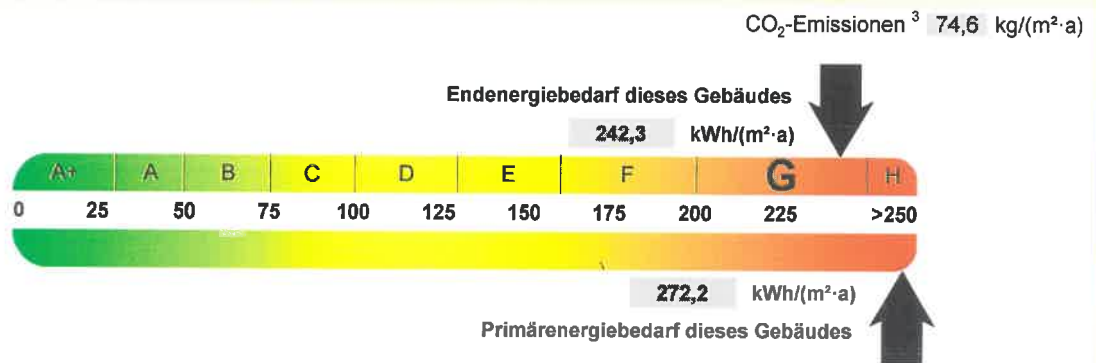 CO₂-Emissionen ³ 74,6 kg/(m²·a)
Endenergiebedarf dieses Gebäudes
242,3 kWh/(m²·a)
A+ A B C D E F G H
0 25 50 75 100 125 150 175 200 225 >250
272,2 kWh/(m²·a)
Primärenergiebedarf dieses Gebäudes